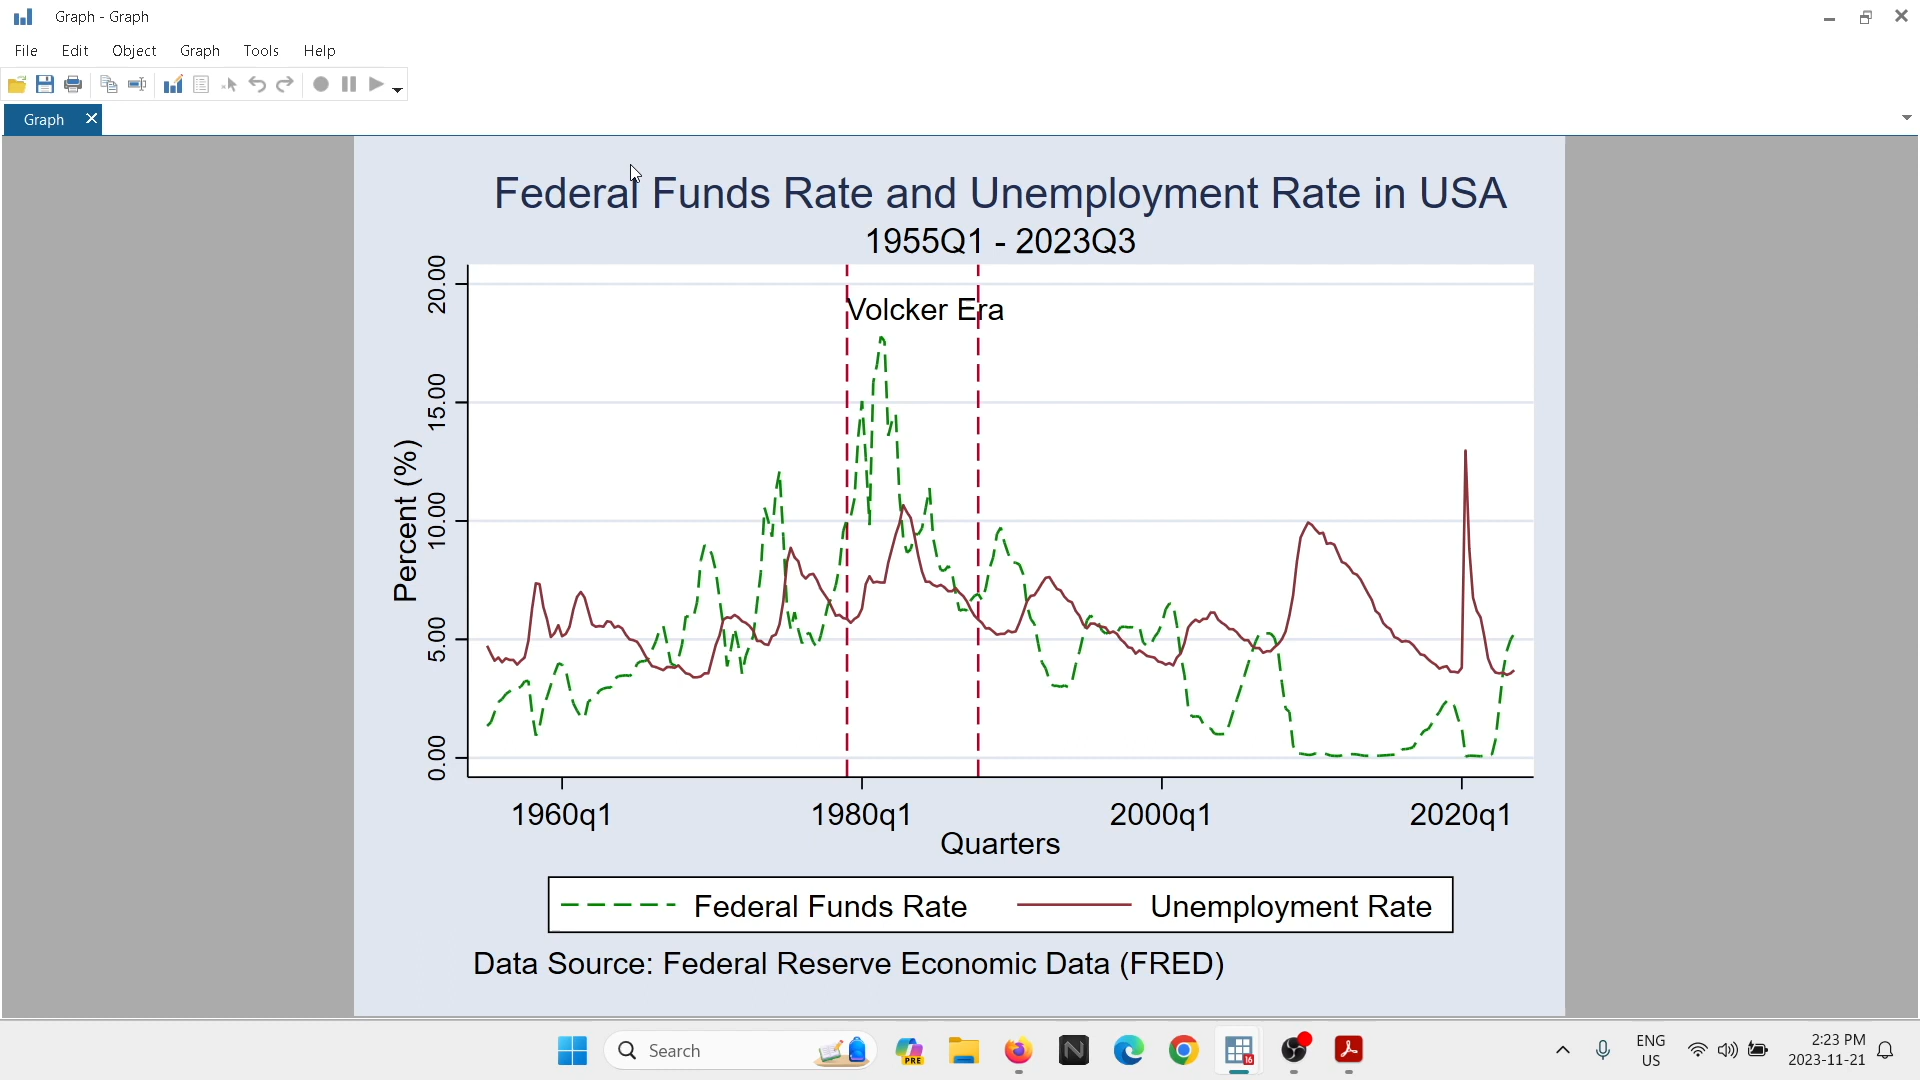 Graph - Graph
File Edit Object Graph Tools Help
Graph
Federal Funds Rate and Unemployment Rate in USA
1955Q1 - 2023Q3
Volcker Era
Percent (%)
20.00
15.00
10.00
5.00
0.00
1960q1 1980q1 2000q1 2020q1
Quarters
Federal Funds Rate Unemployment Rate
Data Source: Federal Reserve Economic Data (FRED)
Search
PRE
N
16
ENG
US
2:23 PM
2023-11-21